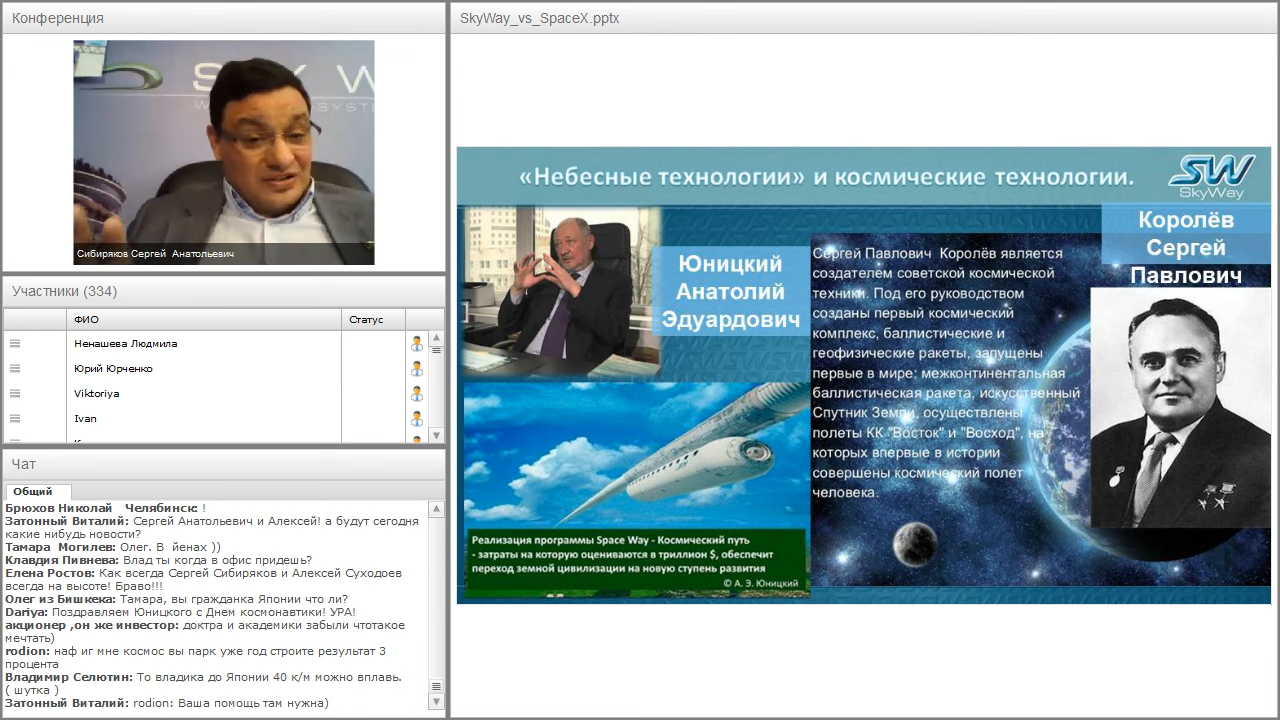 Конференция
SKY W
Сибиряков Сергей Анатольевич
Участники (334)
ФИО
Статус
Ненашева Людмила
Юрий Юрченко
Viktoriya
Ivan
Чат
Общий
Брюхов Николай Челябинск: !
Затонный Виталий: Сергей Анатольевич и Алексей! а будут сегодня
какие нибудь новости?
Тамара Могилев: Олег. В йенах ))
Клавдия Пивнева: Влад ты когда в офис придешь?
Елена Ростов: Как всегда Сергей Сибиряков и Алексей Суходоев
всегда на высоте! Браво!!!
Олег из Бишкека: Тамара, вы гражданка Японии что ли?
Dariya: Поздравляем Юницкого с Днем космонавтики! УРА!
акционер ,он же инвестор: доктра и академики забыли чтотакое
мечтать)
rodion: наф иг мне космос вы парк уже год строите результат 3
процента
Владимир Селютин: То владика до Японии 40 к/м можно вплавь.
( шутка )
Затонный Виталий: rodion: Ваша помощь там нужна)
SkyWay_vs_SpaceX.pptx
«Небесные технологии» и космические технологии.
SW
SkyWay
Юницкий
Анатолий
Эдуардович
Реализация программы Space Way - Космический путь
- затраты на которую оцениваются в триллион $, обеспечит
переход земной цивилизации на новую ступень развития
© А. Э. Юницкий
Сергей Павлович Королёв является
создателем советской космической
техники. Под его руководством
созданы первый космический
комплекс, баллистические и
геофизические ракеты, запущены
первые в мире: межконтинентальная
баллистическая ракета, искусственный
Спутник Земли, осуществлены
полеты КК "Восток" и "Восход", на
которых впервые в истории
совершены космический полет
человека.
Королёв
Сергей
Павлович